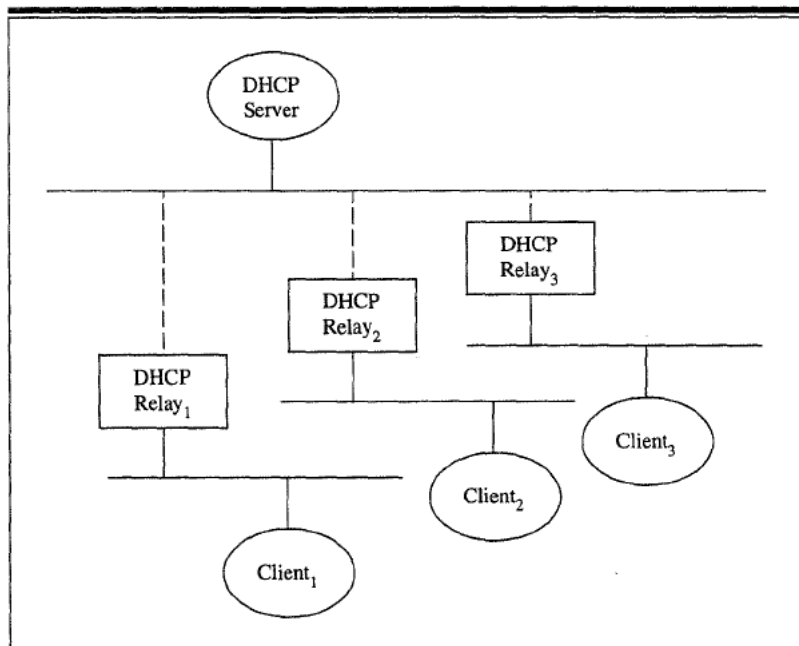 DHCP
Server
DHCP
Relay3
DHCP
Relay2
DHCP
Relay1
Client3
Client2
Client1